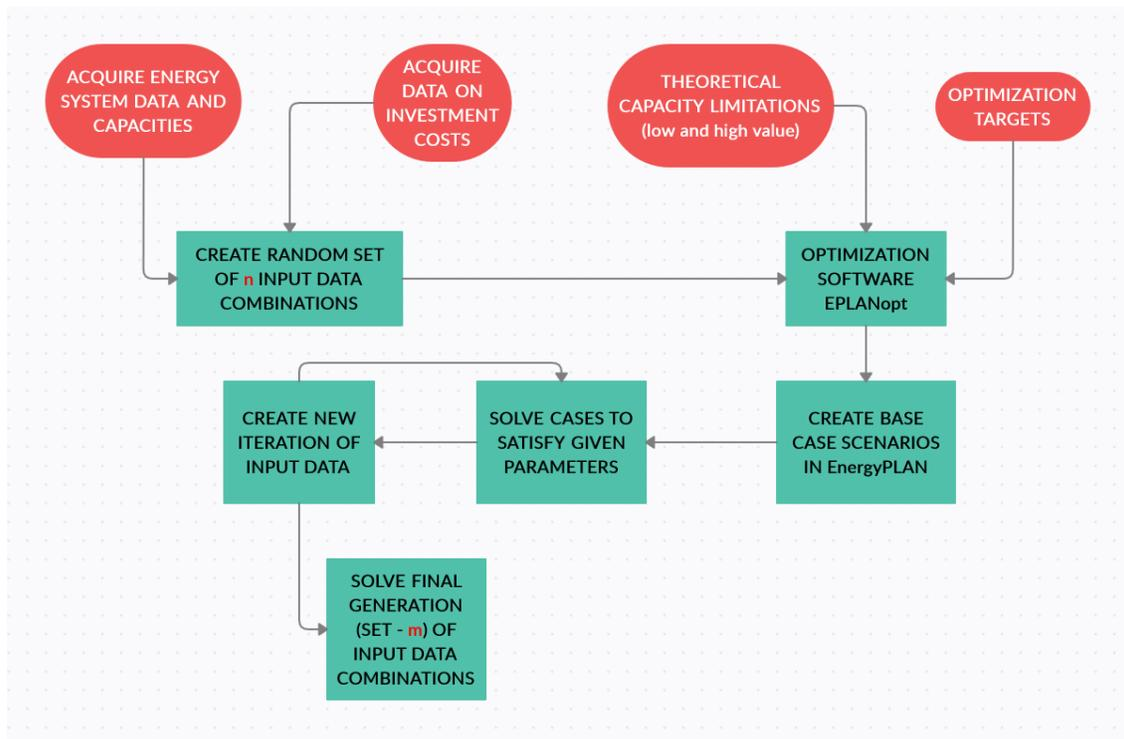 ACQUIRE ENERGY
SYSTEM DATA AND
CAPACITIES
ACQUIRE
DATA ON
INVESTMENT
COSTS
THEORETICAL
CAPACITY LIMITATIONS
(low and high value)
OPTIMIZATION
TARGETS
CREATE RANDOM SET
OF n INPUT DATA
COMBINATIONS
OPTIMIZATION
SOFTWARE
EPLANopt
CREATE NEW
ITERATION OF
INPUT DATA
SOLVE CASES TO
SATISFY GIVEN
PARAMETERS
CREATE BASE
CASE SCENARIOS
IN EnergyPLAN
SOLVE FINAL
GENERATION
(SET - m) OF
INPUT DATA
COMBINATIONS